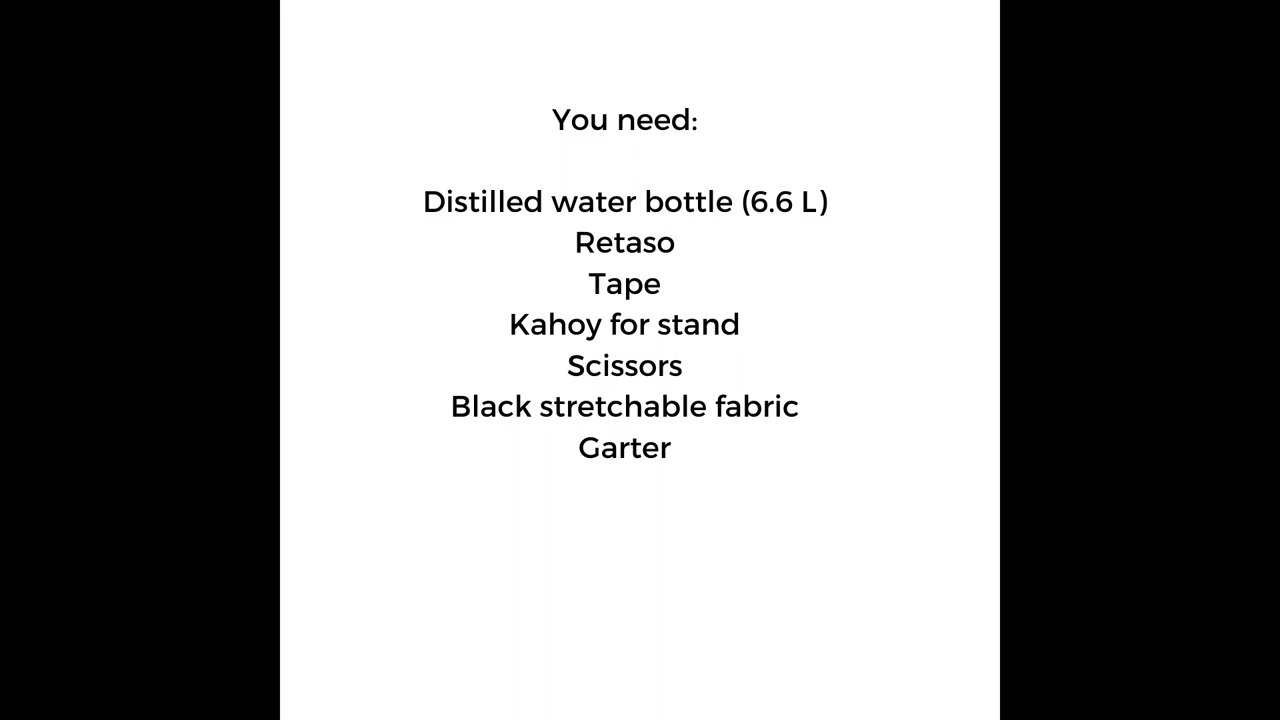 You need:
Distilled water bottle (6.6 L)
Retaso
Tape
Kahoy for stand
Scissors
Black stretchable fabric
Garter